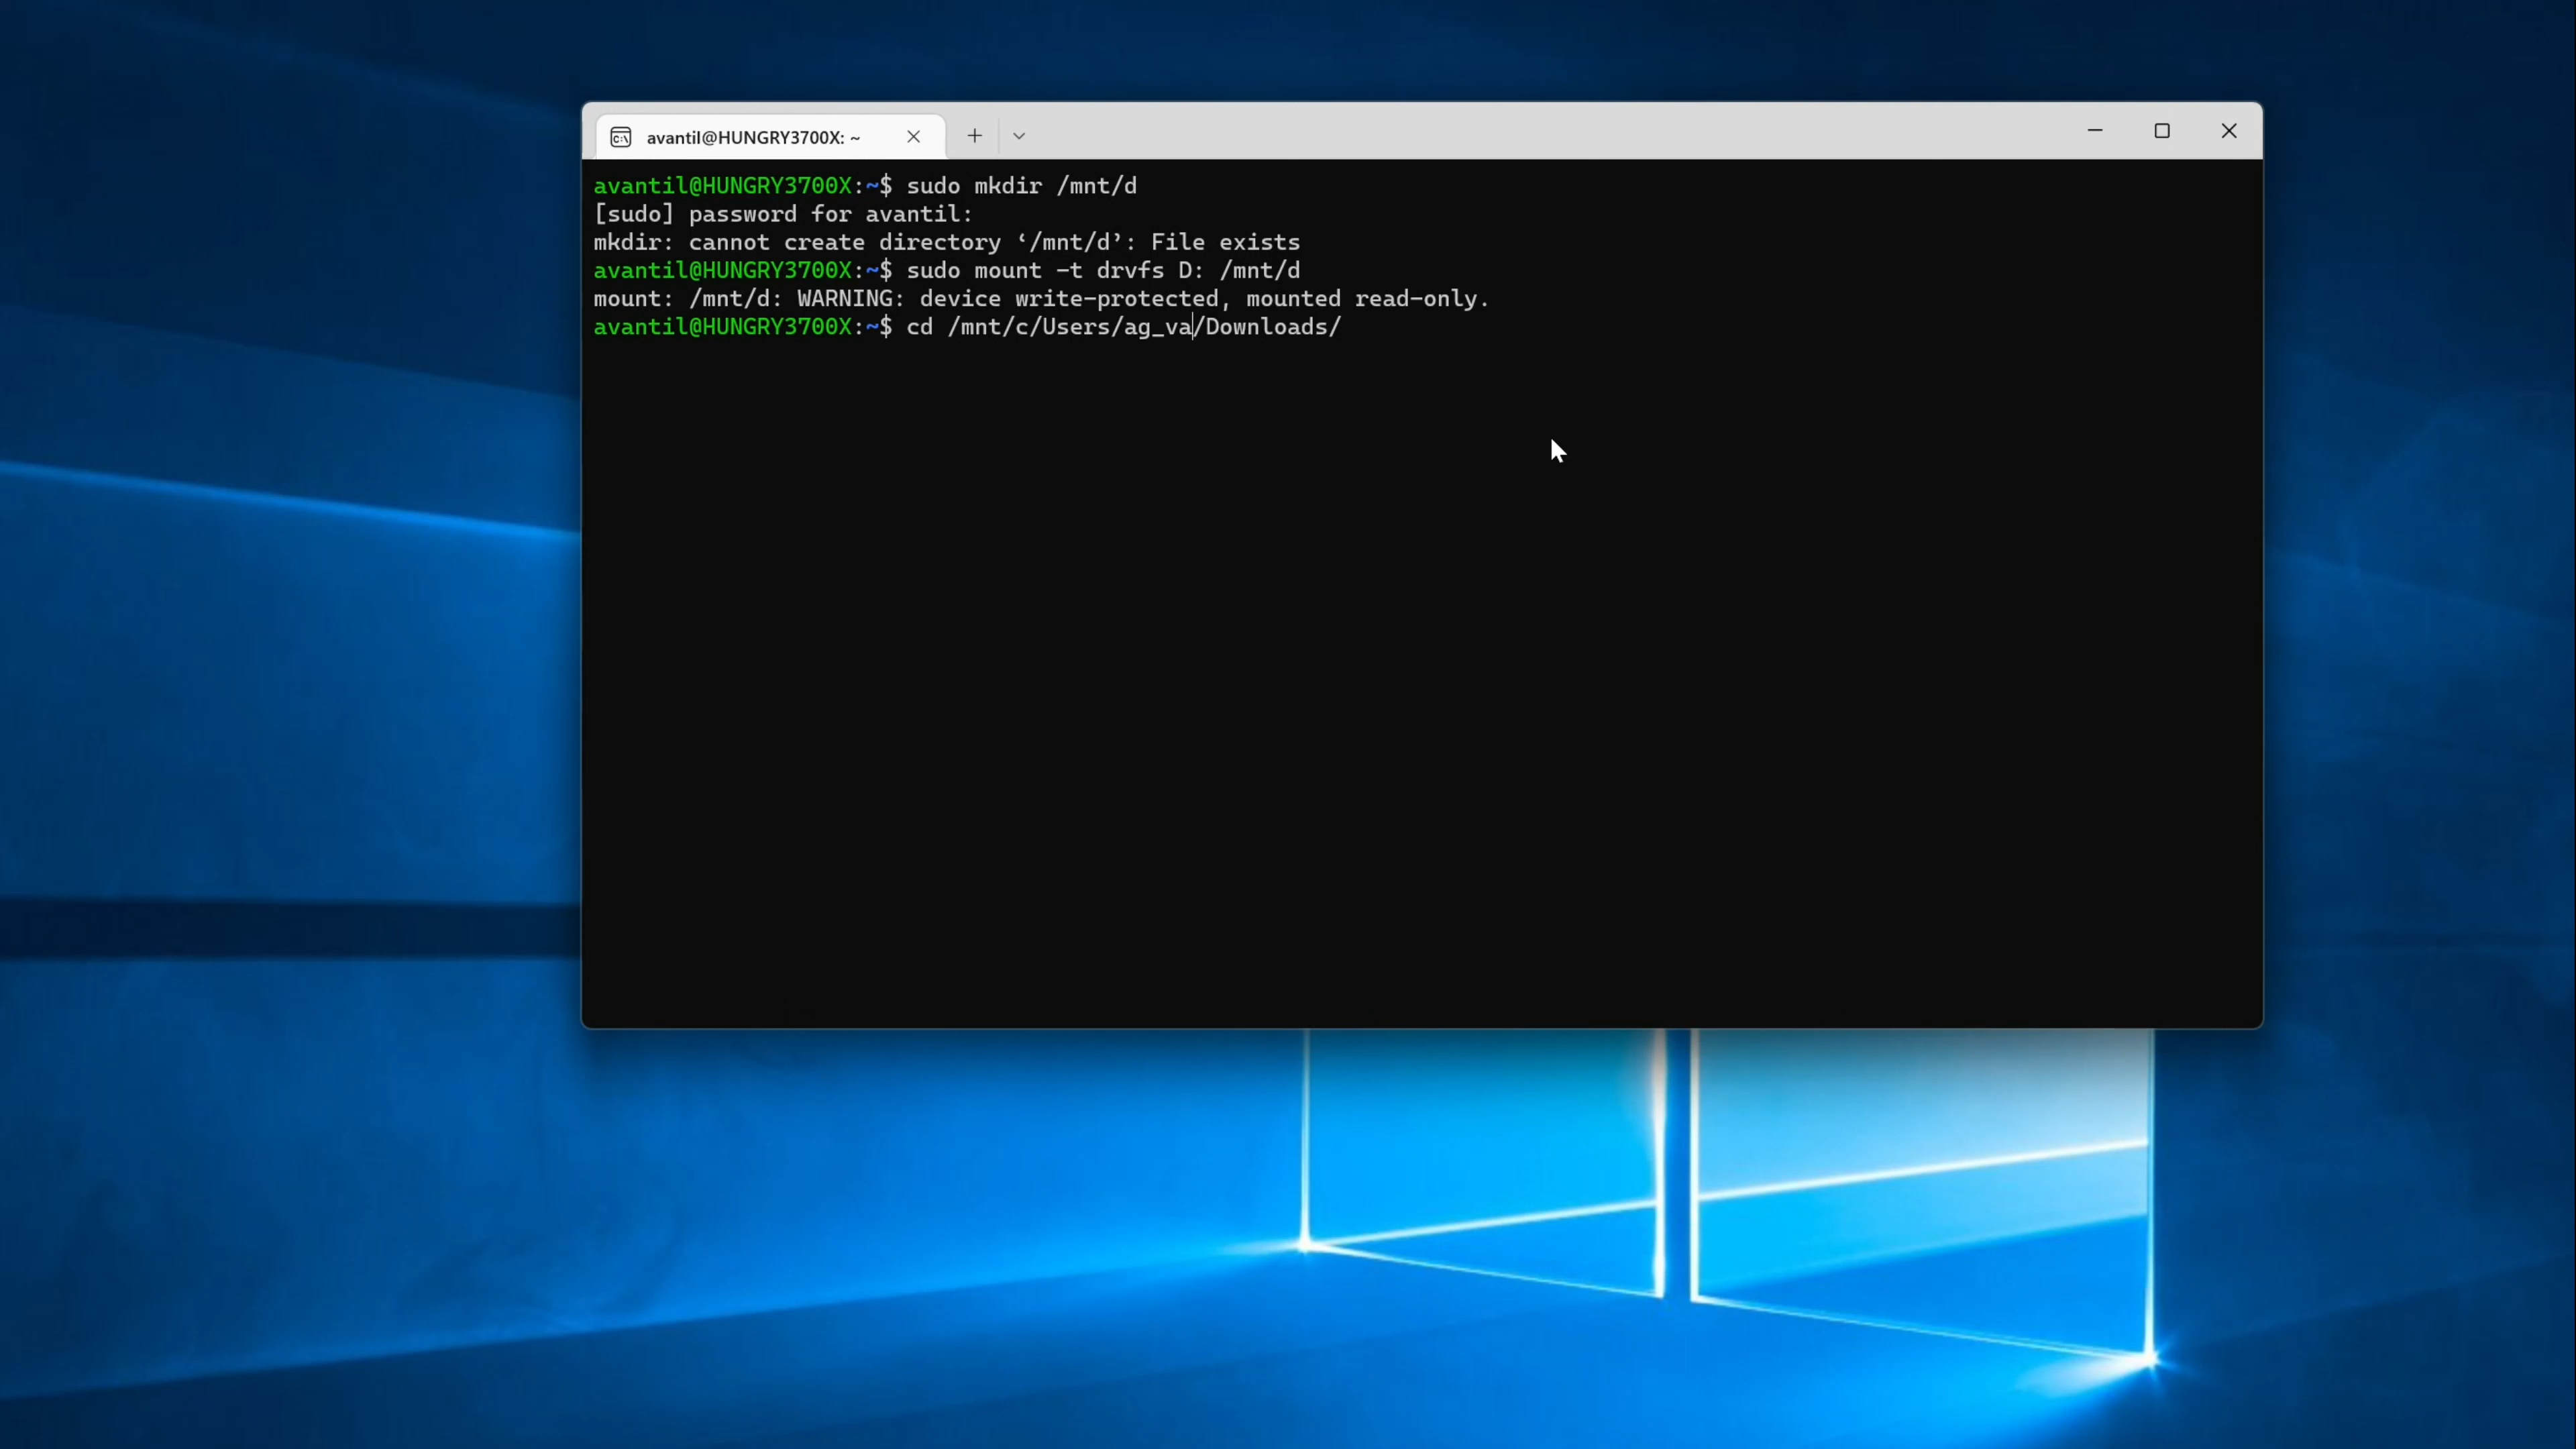 avantil@HUNGRY3700X: ~
avantil@HUNGRY3700X:~$ sudo mkdir /mnt/d
[sudo] password for avantil:
mkdir: cannot create directory ‘/mnt/d’: File exists
avantil@HUNGRY3700X:~$ sudo mount -t drvfs D: /mnt/d
mount: /mnt/d: WARNING: device write-protected, mounted read-only.
avantil@HUNGRY3700X:~$ cd /mnt/c/Users/ag_va/Downloads/